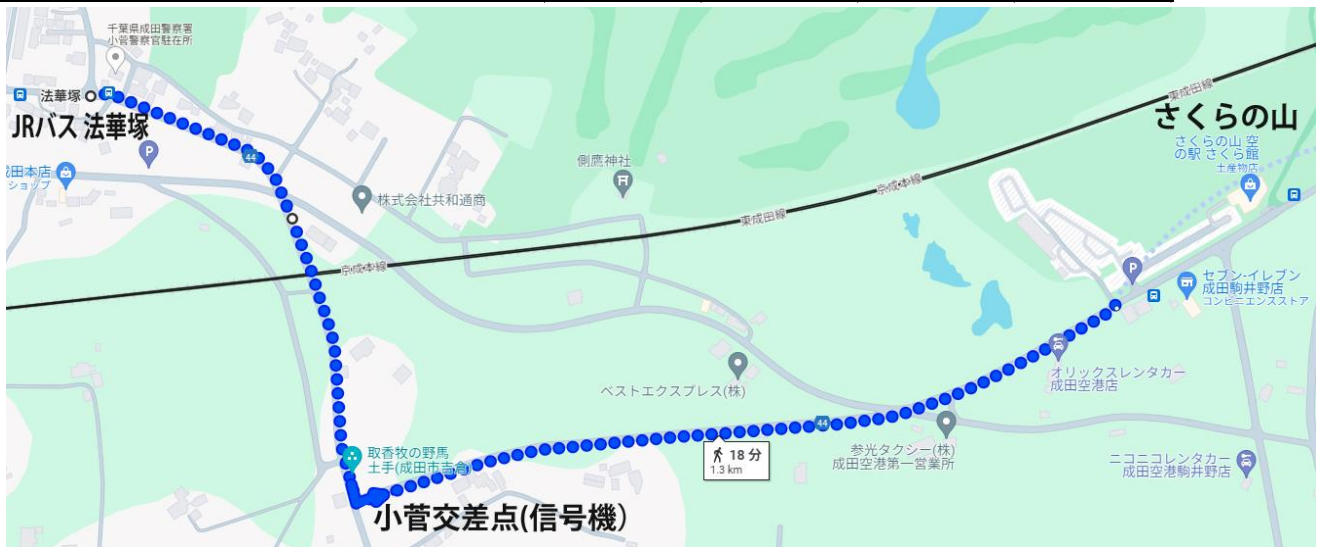 千葉県成田警察署
小菅警察官駐在所
法華塚
JRバス 法華塚
P
成田本店
ショップ
44
株式会社共和通商
側鷹神社
東成田線
さくらの山
さくらの山 空
の駅 さくら館
土産物店
京成本線
東成田線
京成本線
P
セブン-イレブン
成田駒井野店
コンビニエンスストア
オリックスレンタカー
成田空港店
ベストエクスプレス(株)
44
参光タクシー(株)
成田空港第一営業所
ニコニコレンタカー
成田空港駒井野店
取香牧の野馬
土手(成田市吉倉)
18 分
1.3 km
小菅交差点(信号機)